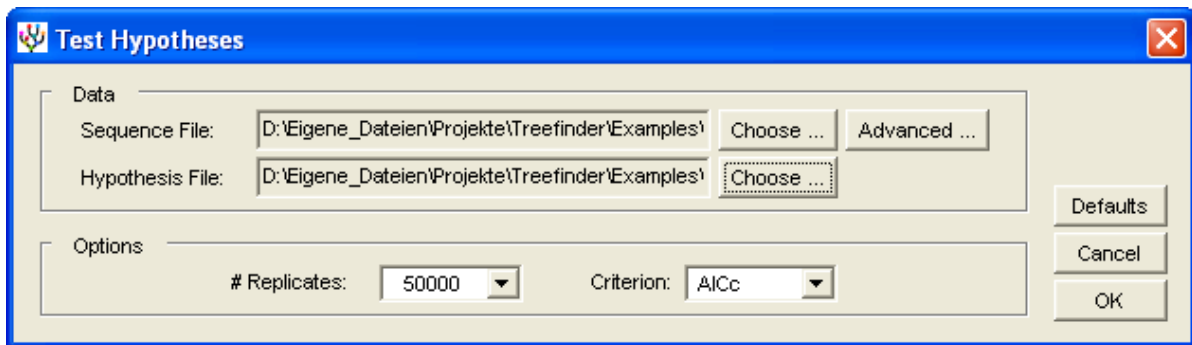 Test Hypotheses
Data
Sequence File: D:\Eigene_Dateien\Projekte\Treefinder\Examples\ Choose ... Advanced ...
Hypothesis File: D:\Eigene_Dateien\Projekte\Treefinder\Examples\ Choose ...
Defaults
Options
Cancel
# Replicates: 50000 Criterion: AICc
OK